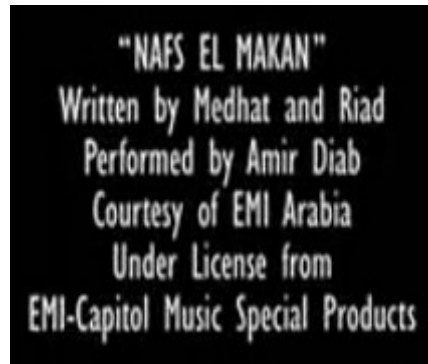 “NAFS EL MAKAN”
Written by Medhat and Riad
Performed by Amir Diab
Courtesy of EMI Arabia
Under License from
EMI-Capitol Music Special Products